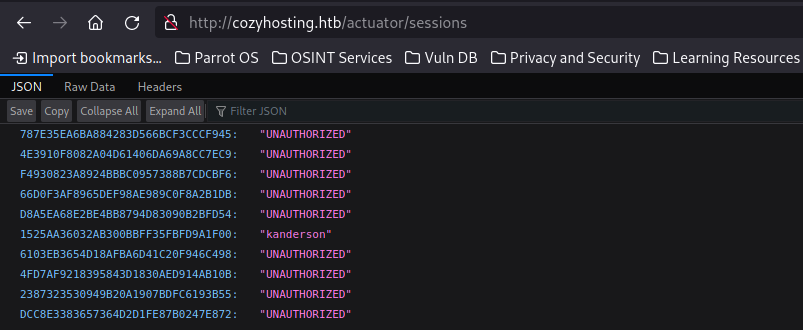 http://cozyhosting.htb/actuator/sessions
Import bookmarks... Parrot OS OSINT Services Vuln DB Privacy and Security Learning Resources
JSON Raw Data Headers
Save Copy Collapse All Expand All Filter JSON
787E35EA6BA884283D566BCF3CCCF945: "UNAUTHORIZED"
4E3910F8082A04D61406DA69A8CC7EC9: "UNAUTHORIZED"
F4930823A8924BBBC0957388B7CDCBF6: "UNAUTHORIZED"
66D0F3AF8965DEF98AE989C0F8A2B1DB: "UNAUTHORIZED"
D8A5EA68E2BE4BB8794D83090B2BFD54: "UNAUTHORIZED"
1525AA36032AB300BBFF35FBFD9A1F00: "kanderson"
6103EB3654D18AFBA6D41C20F946C498: "UNAUTHORIZED"
4FD7AF9218395843D1830AED914AB10B: "UNAUTHORIZED"
2387323530949B20A1907BDFC6193B55: "UNAUTHORIZED"
DCC8E3383657364D2D1FE87B0247E872: "UNAUTHORIZED"